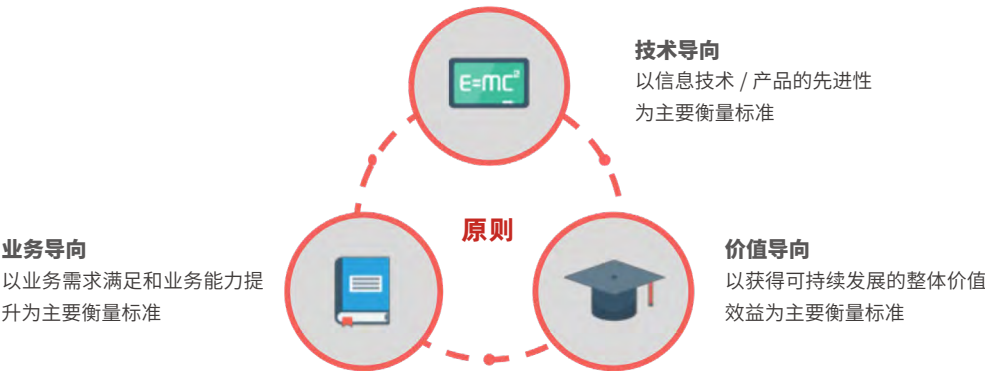 E=mc²
技术导向
以信息技术 / 产品的先进性
为主要衡量标准
原则
业务导向
以业务需求满足和业务能力提
升为主要衡量标准
价值导向
以获得可持续发展的整体价值
效益为主要衡量标准